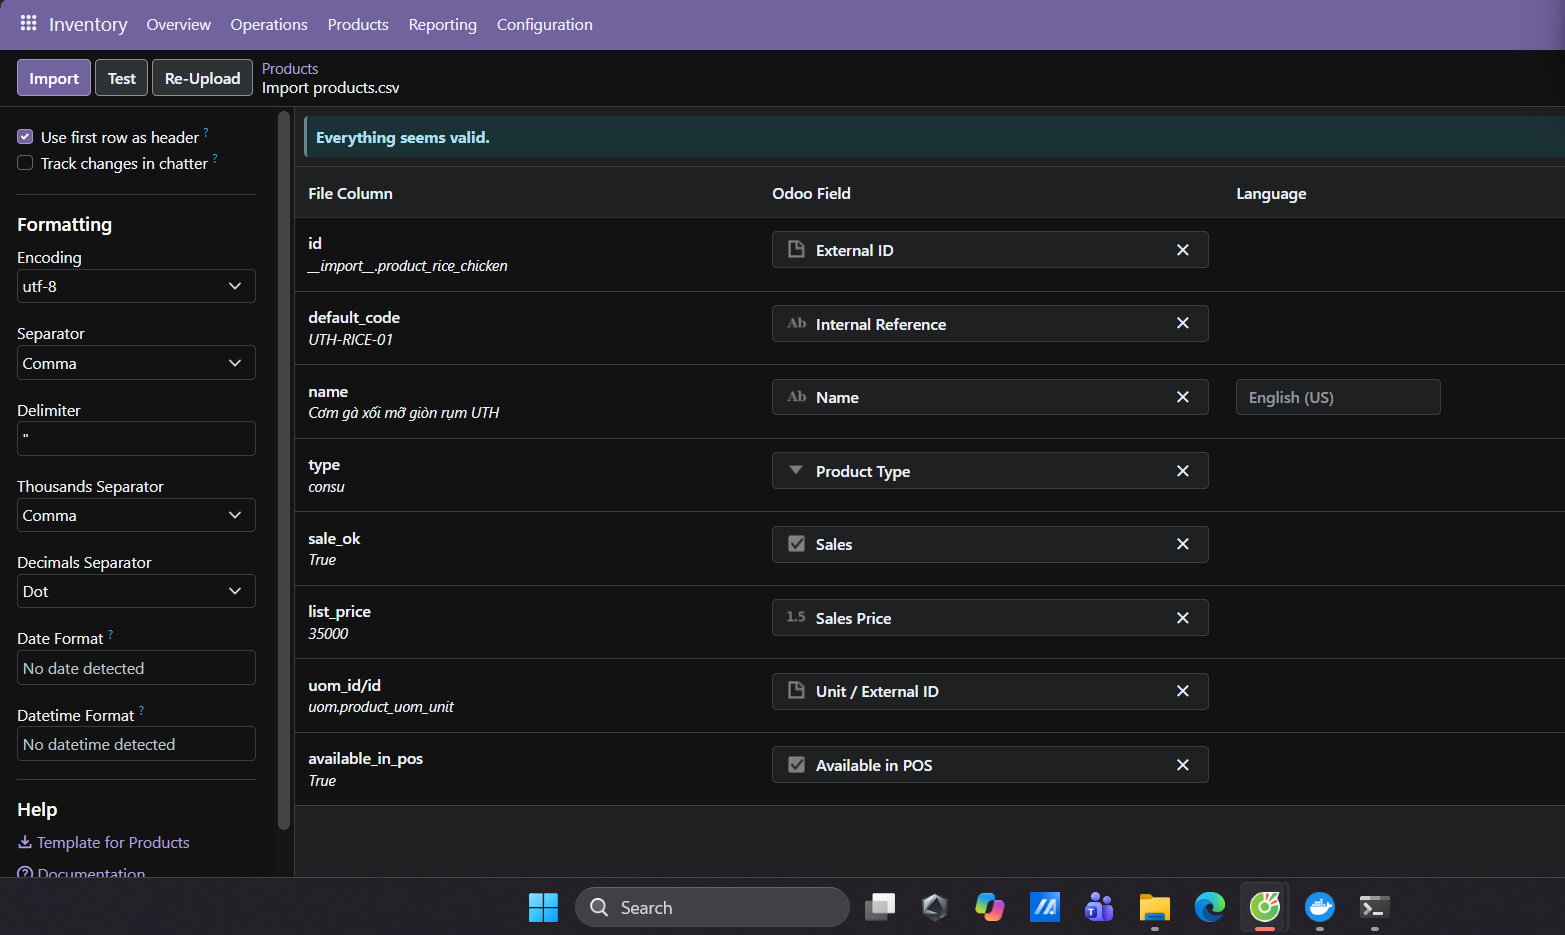 Inventory Overview Operations Products Reporting Configuration
Import Test Re-Upload
Products
Import products.csv
Use first row as header ?
Track changes in chatter ?
Formatting
Encoding
utf-8
Separator
Comma
Delimiter
"
Thousands Separator
Comma
Decimals Separator
Dot
Date Format ?
No date detected
Datetime Format ?
No datetime detected
Help
Template for Products
Documentation
Everything seems valid.
File Column Odoo Field Language
id
__import__.product_rice_chicken
External ID
default_code
UTH-RICE-01
Ab Internal Reference
name
Cơm gà xối mỡ giòn rụm UTH
Ab Name
English (US)
type
consu
Product Type
sale_ok
True
Sales
list_price
35000
1.5 Sales Price
uom_id/id
uom.product_uom_unit
Unit / External ID
available_in_pos
True
Available in POS
Search